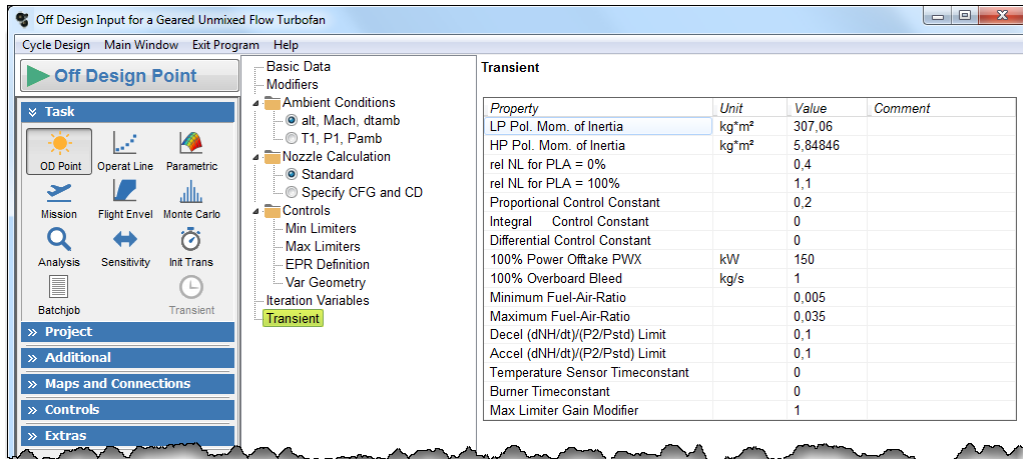 Off Design Input for a Geared Unmixed Flow Turbofan
Cycle Design Main Window Exit Program Help
Off Design Point
Task
OD Point Operat Line Parametric
Mission Flight Envel Monte Carlo
Analysis Sensitivity Init Trans
Batchjob Transient
» Project
» Additional
» Maps and Connections
» Controls
» Extras
Basic Data
Modifiers
Ambient Conditions
alt, Mach, dtamb
T1, P1, Pamb
Nozzle Calculation
Standard
Specify CFG and CD
Controls
Min Limiters
Max Limiters
EPR Definition
Var Geometry
Iteration Variables
Transient
Transient
Property Unit Value Comment
LP Pol. Mom. of Inertia kg*m² 307,06
HP Pol. Mom. of Inertia kg*m² 5,84846
rel NL for PLA = 0% 0,4
rel NL for PLA = 100% 1,1
Proportional Control Constant 0,2
Integral Control Constant 0
Differential Control Constant 0
100% Power Offtake PWX kW 150
100% Overboard Bleed kg/s 1
Minimum Fuel-Air-Ratio 0,005
Maximum Fuel-Air-Ratio 0,035
Decel (dNH/dt)/(P2/Pstd) Limit 0,1
Accel (dNH/dt)/(P2/Pstd) Limit 0,1
Temperature Sensor Timeconstant 0
Burner Timeconstant 0
Max Limiter Gain Modifier 1